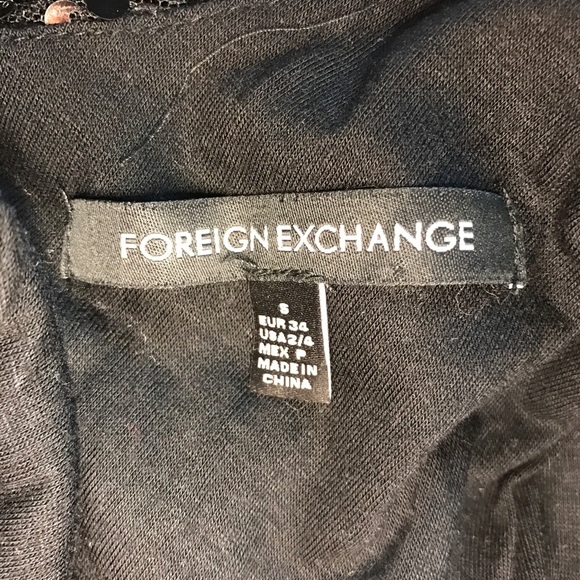 FOREIGN EXCHANGE
S
EUR 34
USA 2/4
MEX P
MADE IN
CHINA